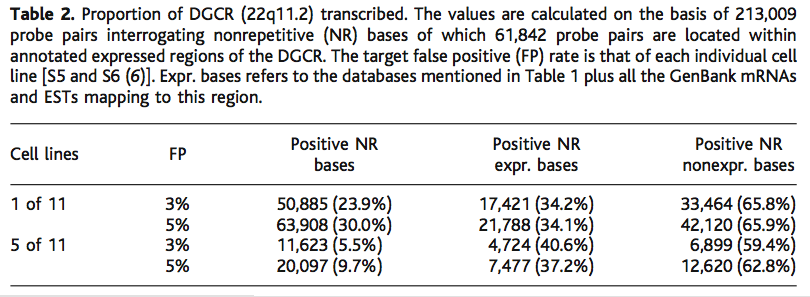 Table 2. Proportion of DGCR (22q11.2) transcribed. The values are calculated on the basis of 213,009
probe pairs interrogating nonrepetitive (NR) bases of which 61,842 probe pairs are located within
annotated expressed regions of the DGCR. The target false positive (FP) rate is that of each individual cell
line [S5 and S6 (6)]. Expr. bases refers to the databases mentioned in Table 1 plus all the GenBank mRNAs
and ESTs mapping to this region.
Cell lines FP Positive NR bases Positive NR expr. bases Positive NR nonexpr. bases
1 of 11 3% 50,885 (23.9%) 17,421 (34.2%) 33,464 (65.8%)
5% 63,908 (30.0%) 21,788 (34.1%) 42,120 (65.9%)
5 of 11 3% 11,623 (5.5%) 4,724 (40.6%) 6,899 (59.4%)
5% 20,097 (9.7%) 7,477 (37.2%) 12,620 (62.8%)